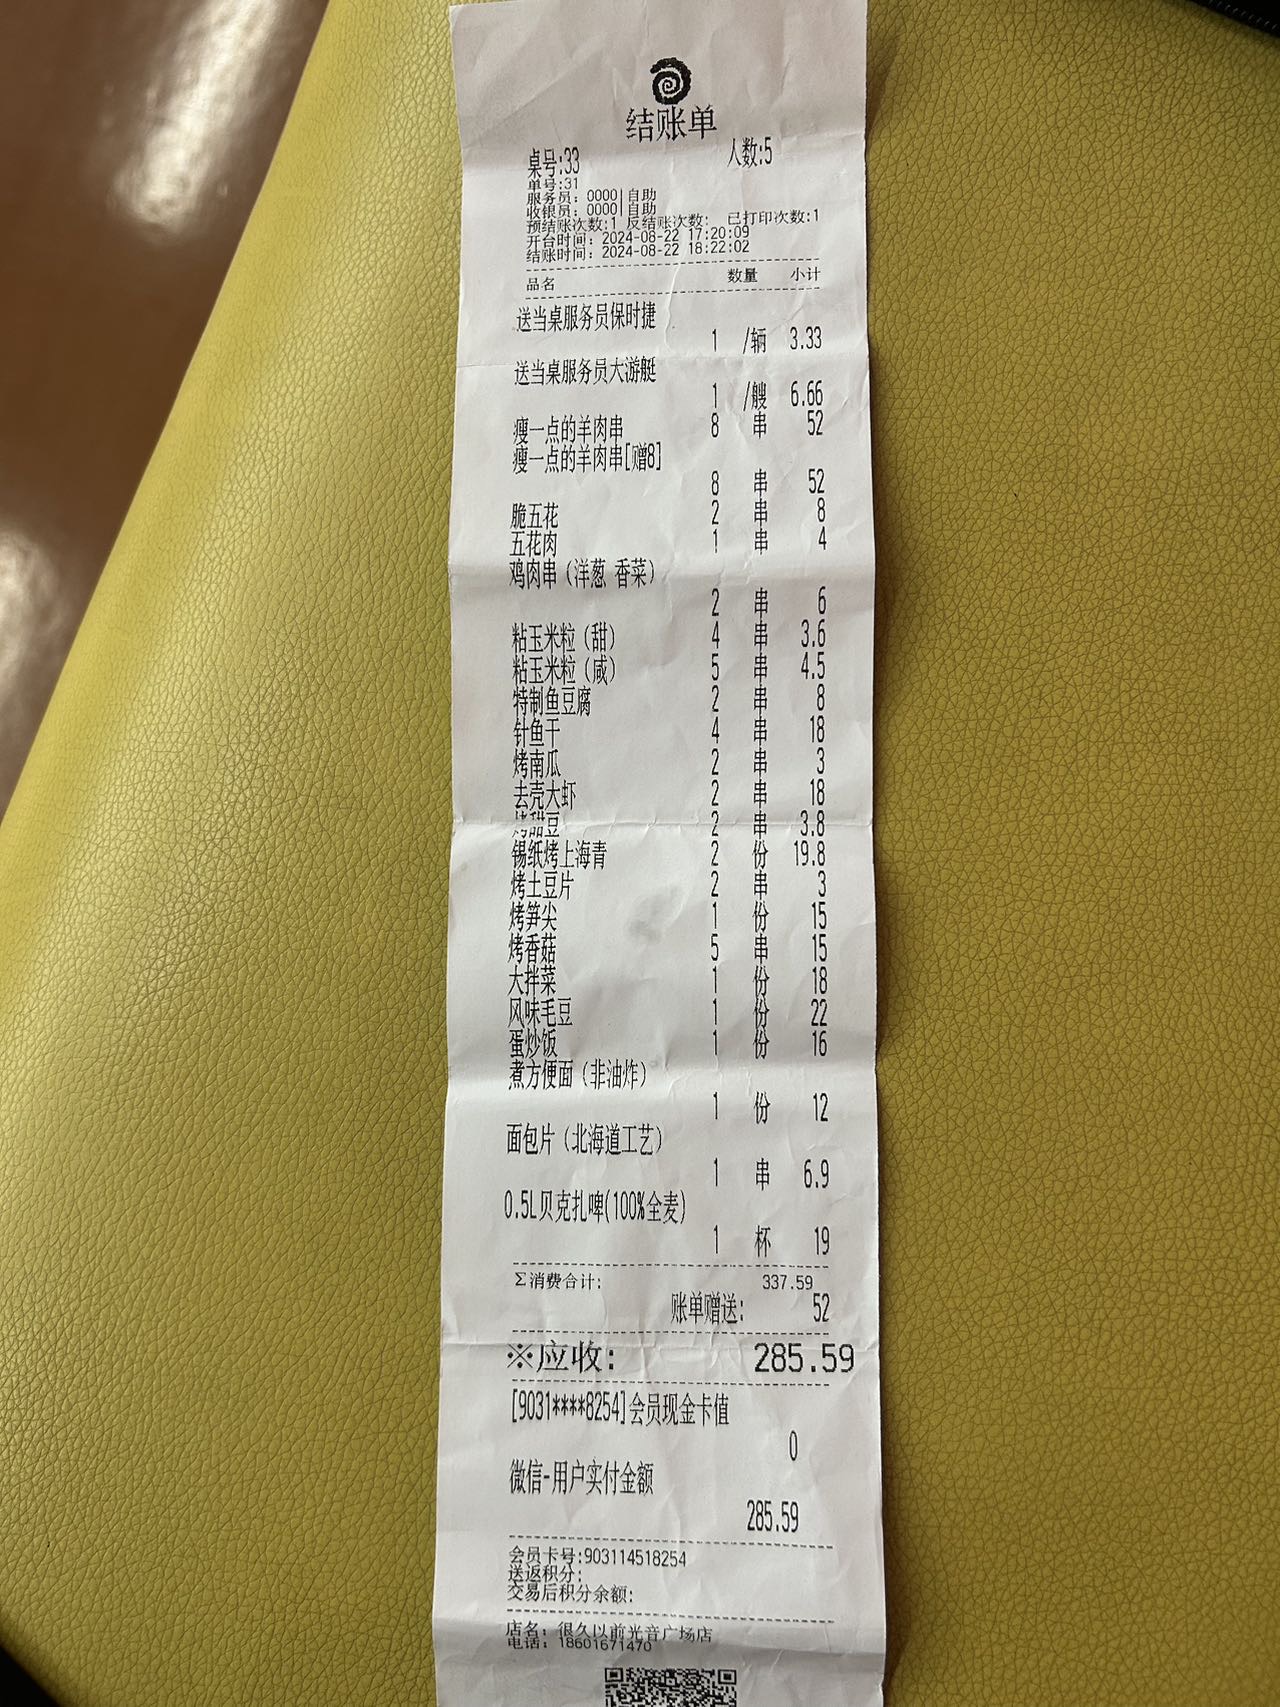 结账单
桌号:33 人数:5
单号:31
服务员: 0000|自助
收银员: 0000|自助
预结账次数:1 反结账次数: 已打印次数:1
开台时间: 2024-08-22 17:20:09
结账时间: 2024-08-22 18:22:02
品名 数量 小计
送当桌服务员保时捷
1 /辆 3.33
送当桌服务员大游艇
1 /艘 6.66
瘦一点的羊肉串 8 串 52
瘦一点的羊肉串[赠8]
8 串 52
脆五花 2 串 8
五花肉 1 串 4
鸡肉串(洋葱 香菜)
2 串 6
粘玉米粒(甜) 4 串 3.6
粘玉米粒(咸) 5 串 4.5
特制鱼豆腐 2 串 8
针鱼干 4 串 18
烤南瓜 2 串 3
去壳大虾 2 串 18
烤甜豆 2 串 3.8
锡纸烤上海青 2 份 19.8
烤土豆片 2 串 3
烤笋尖 1 份 15
烤香菇 5 串 15
大拌菜 1 份 18
风味毛豆 1 份 22
蛋炒饭 1 份 16
煮方便面(非油炸)
1 份 12
面包片(北海道工艺)
1 串 6.9
0.5L贝克扎啤(100%全麦)
1 杯 19
Σ消费合计: 337.59
账单赠送: 52
※应收: 285.59
[9031****8254]会员现金卡值
0
微信-用户实付金额
285.59
会员卡号:903114518254
送返积分:
交易后积分余额:
店名: 很久以前光音广场店
电话: 18601671470